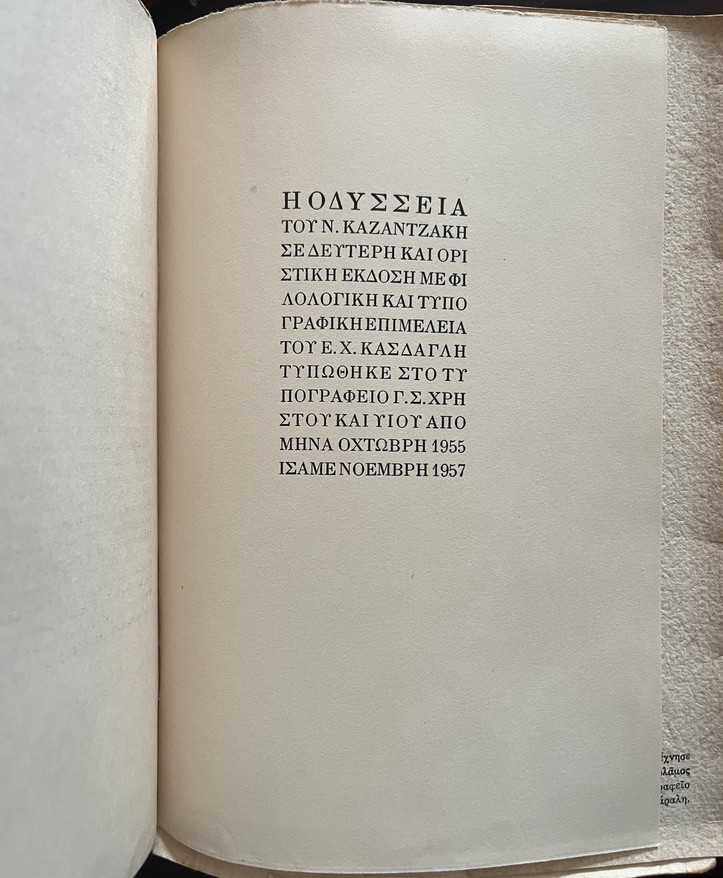 Η ΟΔΥΣΣΕΙΑ
ΤΟΥ Ν. ΚΑΖΑΝΤΖΑΚΗ
ΣΕ ΔΕΥΤΕΡΗ ΚΑΙ ΟΡΙ
ΣΤΙΚΗ ΕΚΔΟΣΗ ΜΕ ΦΙ
ΛΟΛΟΓΙΚΗ ΚΑΙ ΤΥΠΟ
ΓΡΑΦΙΚΗ ΕΠΙΜΕΛΕΙΑ
ΤΟΥ Ε. Χ. ΚΑΣΔΑΓΛΗ
ΤΥΠΩΘΗΚΕ ΣΤΟ ΤΥ
ΠΟΓΡΑΦΕΙΟ Γ. Σ. ΧΡΗ
ΣΤΟΥ ΚΑΙ ΥΙΟΥ ΑΠΟ
ΜΗΝΑ ΟΧΤΩΒΡΗ 1955
ΙΣΑΜΕ ΝΟΕΜΒΡΗ 1957